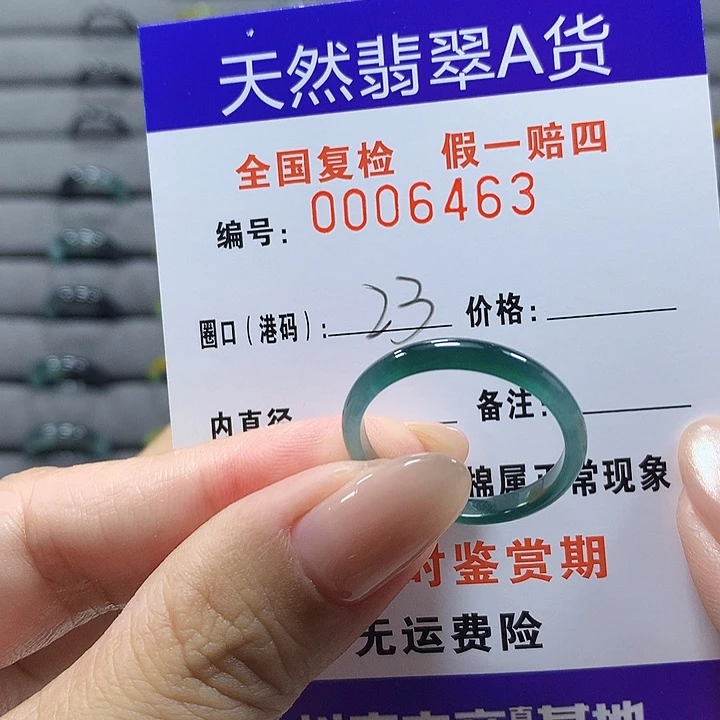 天然翡翠A货
全国复检 假一赔四
编号: 0006463
圈口(港码): 23 价格:
内直径 备注:
棉属正常现象
时鉴赏期
无运费险